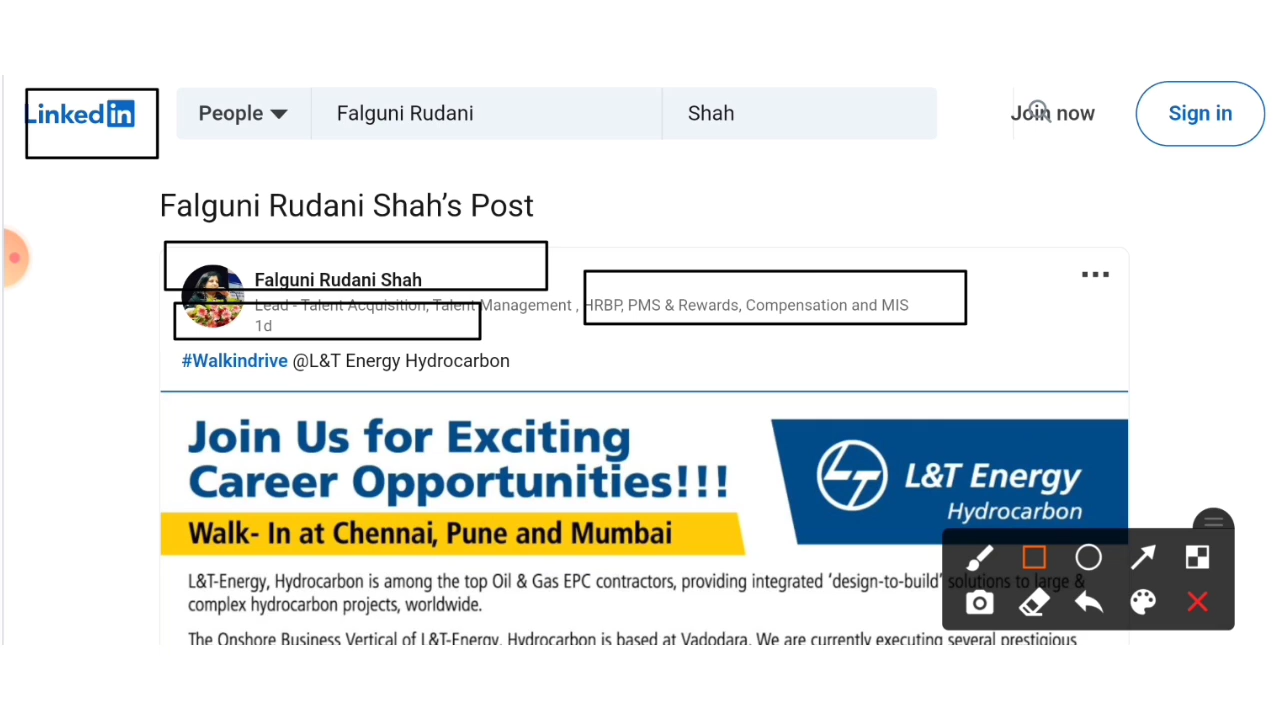 LinkedIn
People Falguni Rudani Shah Join now Sign in
Falguni Rudani Shah's Post
Falguni Rudani Shah
Lead - Talent Acquisition, Talent Management , HRBP, PMS & Rewards, Compensation and MIS
1d
#Walkindrive @L&T Energy Hydrocarbon
Join Us for Exciting
Career Opportunities!!!
L&T Energy
Hydrocarbon
Walk- In at Chennai, Pune and Mumbai
L&T-Energy, Hydrocarbon is among the top Oil & Gas EPC contractors, providing integrated 'design-to-build' solutions to large &
complex hydrocarbon projects, worldwide.
The Onshore Business Vertical of L&T-Energy, Hydrocarbon is based at Vadodara. We are currently executing several prestigious